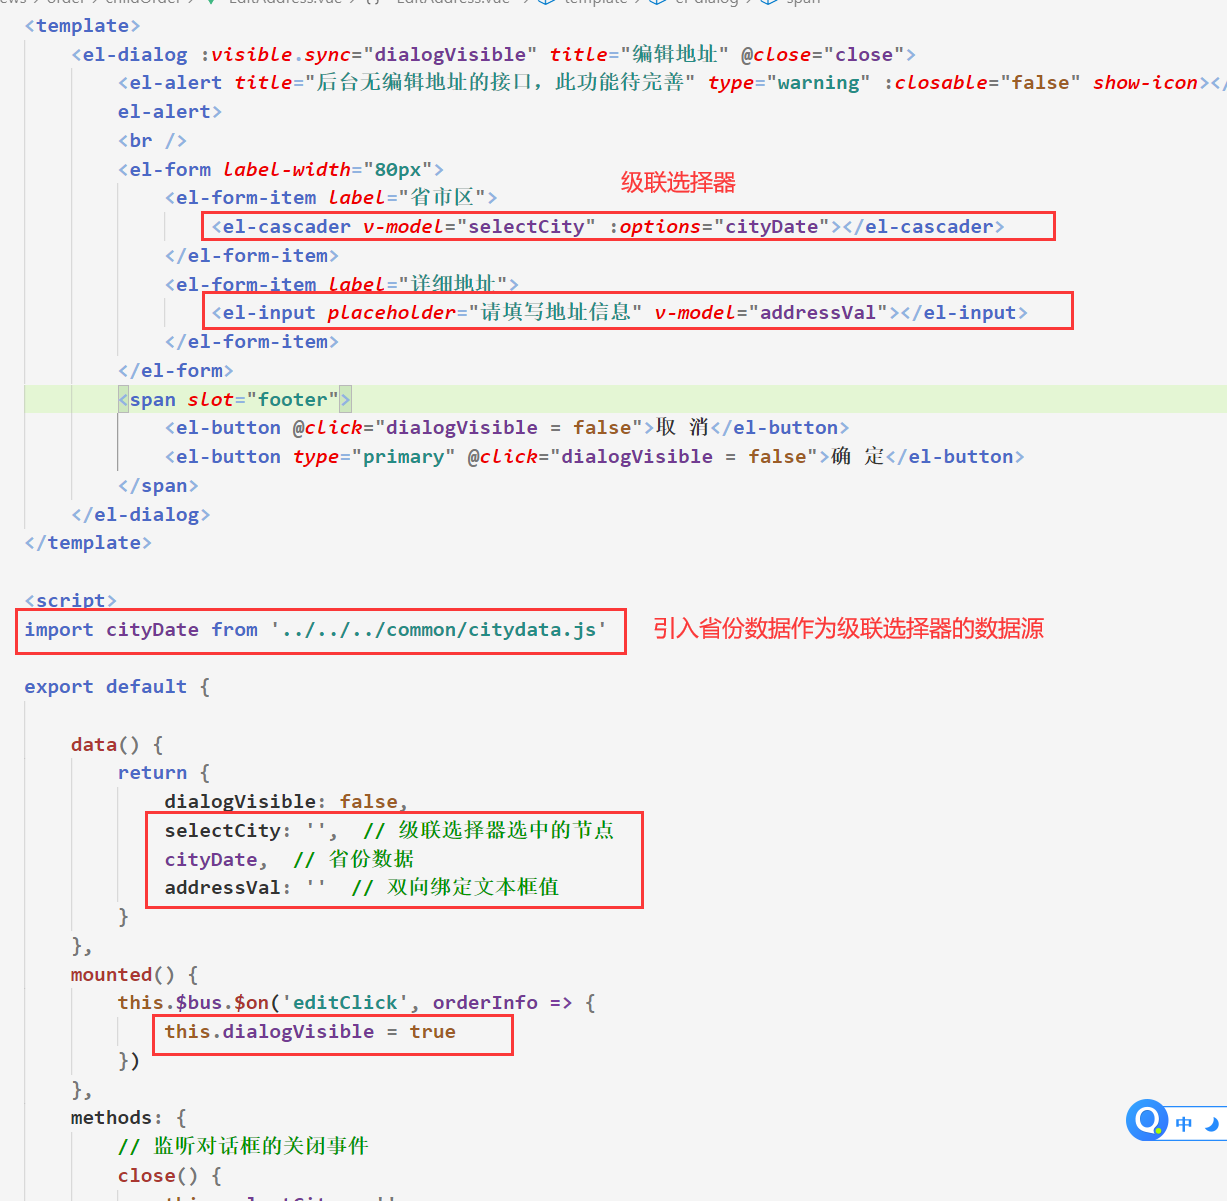 <template>
<el-dialog :visible.sync="dialogVisible" title="编辑地址" @close="close">
<el-alert title="后台无编辑地址的接口，此功能待完善" type="warning" :closable="false" show-icon></
el-alert>
<br />
<el-form label-width="80px">
级联选择器
<el-form-item label="省市区">
<el-cascader v-model="selectCity" :options="cityDate"></el-cascader>
</el-form-item>
<el-form-item label="详细地址">
<el-input placeholder="请填写地址信息" v-model="addressVal"></el-input>
</el-form-item>
</el-form>
<span slot="footer">
<el-button @click="dialogVisible = false">取 消</el-button>
<el-button type="primary" @click="dialogVisible = false">确 定</el-button>
</span>
</el-dialog>
</template>
<script>
import cityDate from '../../../common/citydata.js'
引入省份数据作为级联选择器的数据源
export default {
data() {
return {
dialogVisible: false,
selectCity: '', // 级联选择器选中的节点
cityDate, // 省份数据
addressVal: '' // 双向绑定文本框值
}
},
mounted() {
this.$bus.$on('editClick', orderInfo => {
this.dialogVisible = true
})
},
methods: {
中
// 监听对话框的关闭事件
close() {